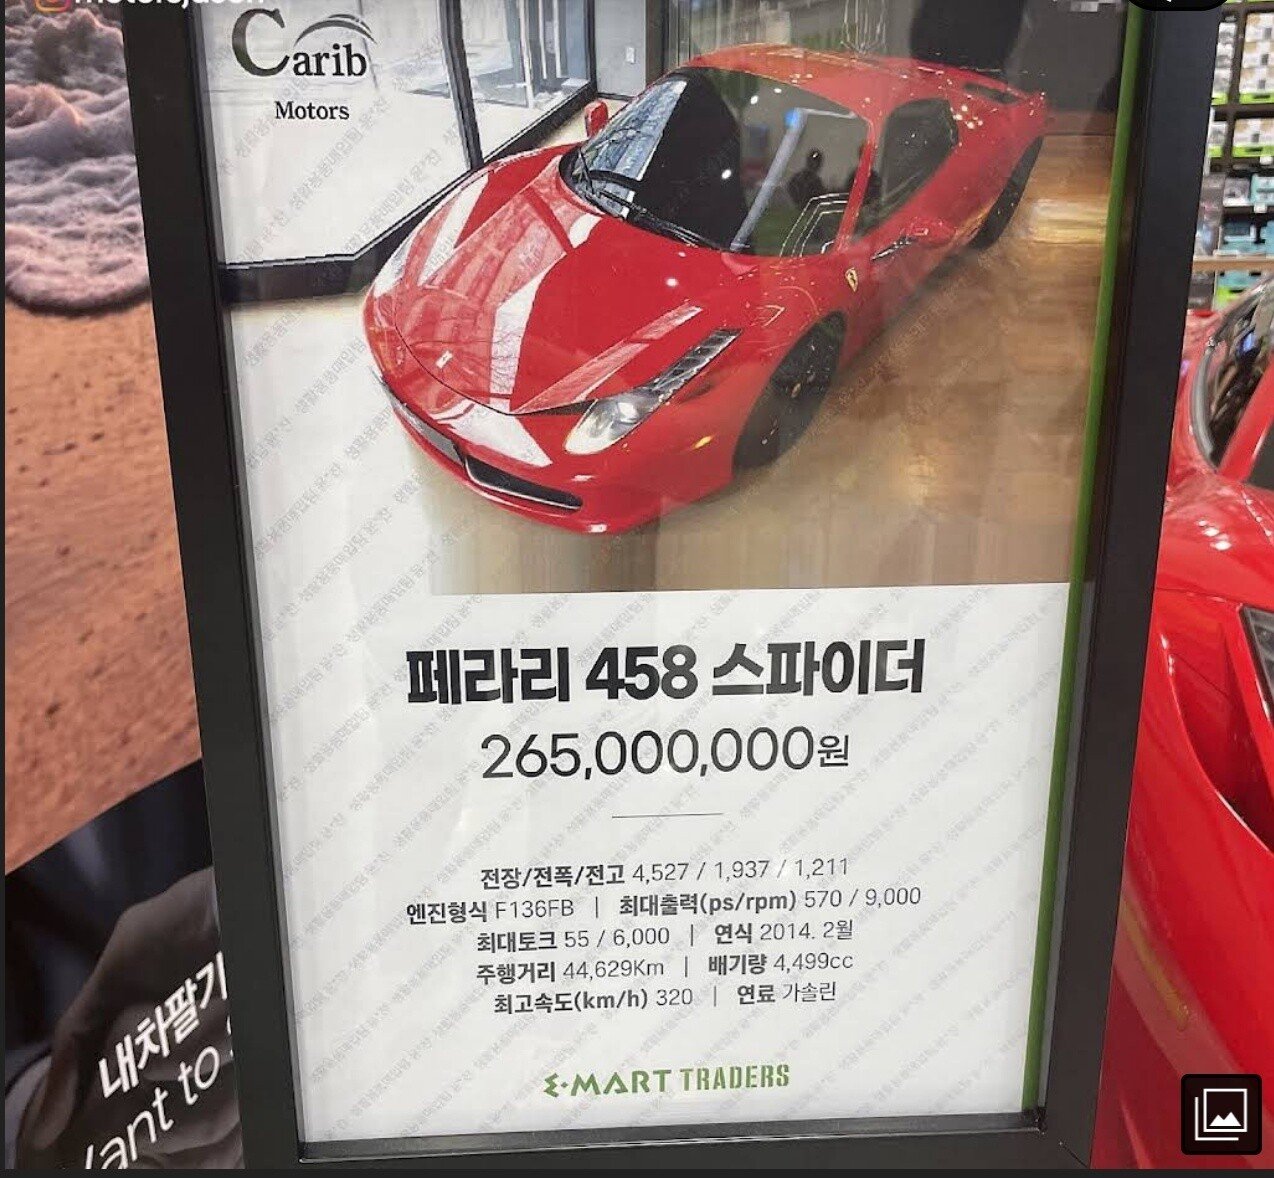 Carib
Motors
페라리 458 스파이더
265,000,000원
전장/전폭/전고 4,527 / 1,937 / 1,211
엔진형식 F136FB | 최대출력(ps/rpm) 570 / 9,000
최대토크 55 / 6,000 | 연식 2014. 2월
주행거리 44,629Km | 배기량 4,499cc
최고속도(km/h) 320 | 연료 가솔린
E·MART TRADERS
내차팔기
to